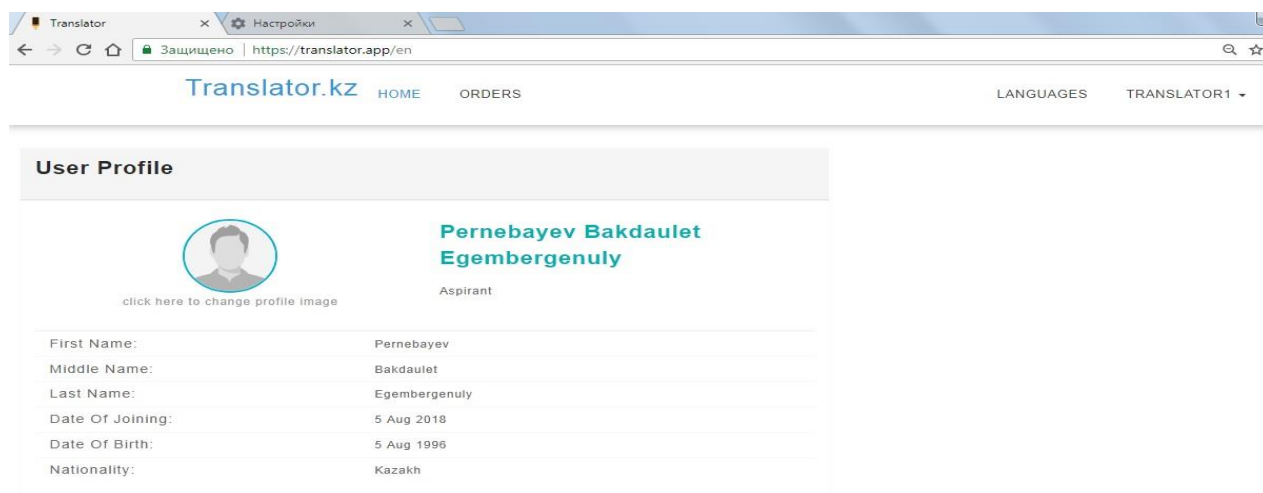 Translator Настройки
Защищено https://translator.app/en
Translator.kz HOME ORDERS LANGUAGES TRANSLATOR1
User Profile
Pernebayev Bakdaulet
Egembergenuly
Aspirant
click here to change profile image
First Name: Pernebayev
Middle Name: Bakdaulet
Last Name: Egembergenuly
Date Of Joining: 5 Aug 2018
Date Of Birth: 5 Aug 1996
Nationality: Kazakh